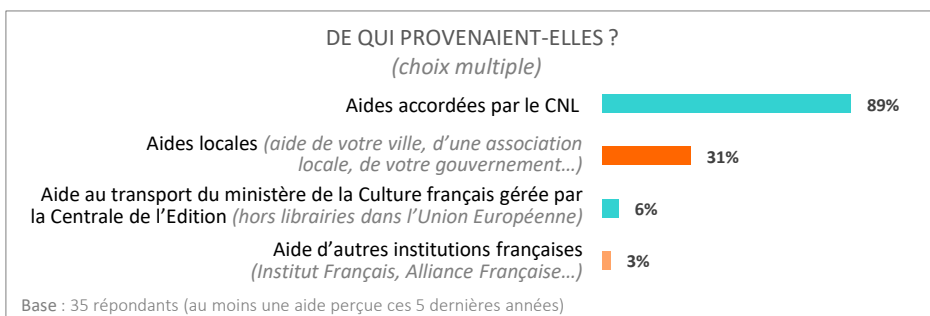 DE QUI PROVENAIENT-ELLES ?
(choix multiple)
Aides accordées par le CNL
89%
Aides locales (aide de votre ville, d’une association
locale, de votre gouvernement…)
31%
Aide au transport du ministère de la Culture français gérée par
la Centrale de l’Edition (hors librairies dans l’Union Européenne)
6%
Aide d’autres institutions françaises
(Institut Français, Alliance Française…)
3%
Base : 35 répondants (au moins une aide perçue ces 5 dernières années)